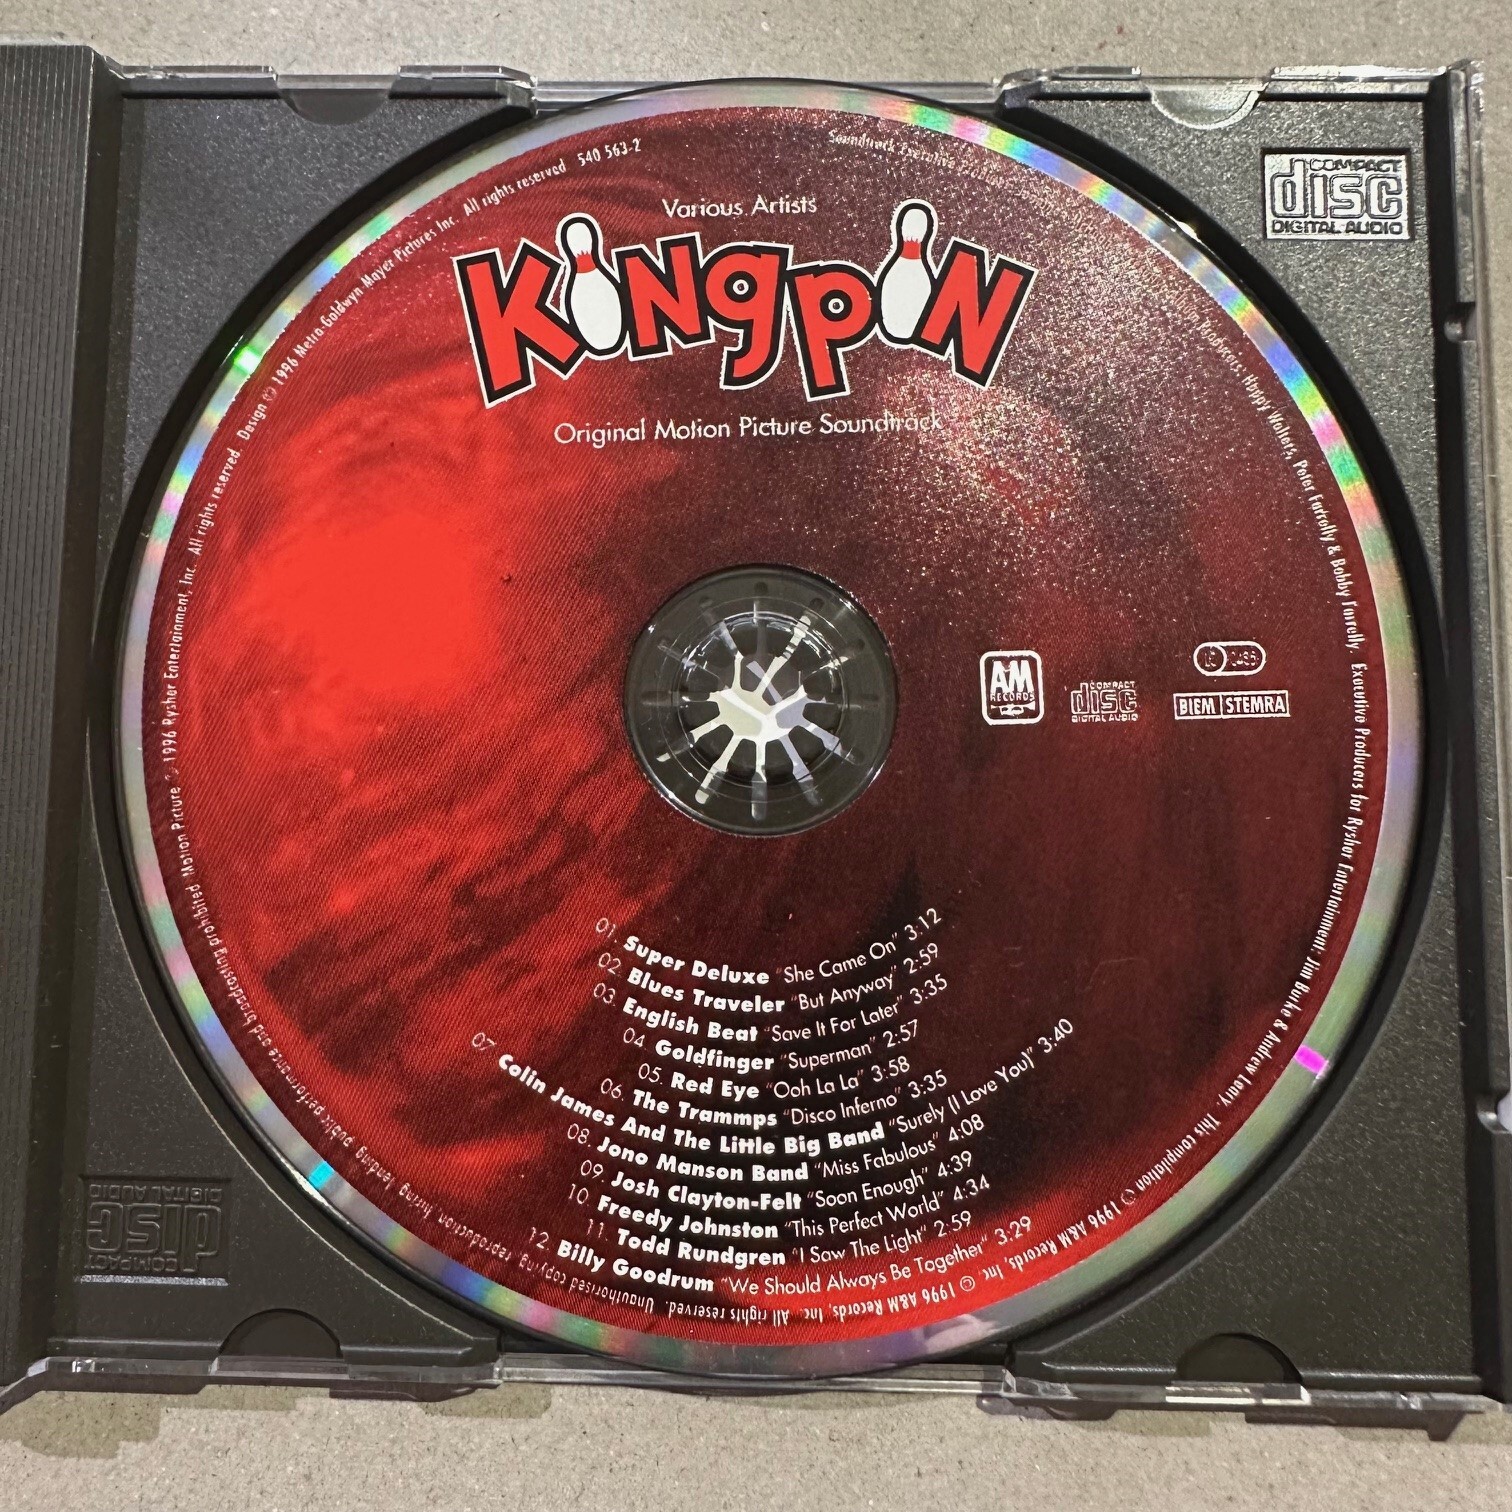 Various Artists
Kingpin
Original Motion Picture Soundtrack
COMPACT
disc
DIGITAL AUDIO
AM
RECORDS
COMPACT
disc
DIGITAL AUDIO
LC
BIEM STEMRA
01. Super Deluxe "She Came On" 3:12
02. Blues Traveler "But Anyway" 2:59
03. English Beat "Save It For Later" 3:35
04. Goldfinger "Superman" 2:57
05. Red Eye "Ooh La La" 3:58
06. The Trammps "Disco Inferno" 3:35
07. Colin James And The Little Big Band "Surely (I Love You)" 3:40
08. Jono Manson Band "Miss Fabulous" 4:08
09. Josh Clayton-Felt "Soon Enough" 4:39
10. Freedy Johnston "This Perfect World" 4:34
11. Todd Rundgren "I Saw The Light" 2:59
12. Billy Goodrum "We Should Always Be Together" 3:29
Soundtrack Executive Producers: Happy Walters, Peter Farrelly & Bobby Farrelly. Executive Producers for Rysher Entertainment: Jim Burke & Andrew Leary. This compilation ℗ 1996 A&M Records, Inc © 1996 A&M Records, Inc. All rights reserved. Unauthorised copying, reproduction, hiring, lending, public performance and broadcasting prohibited. Motion Picture © 1996 Rysher Entertainment, Inc. All rights reserved. Design © 1996 Metro-Goldwyn-Mayer Pictures Inc. All rights reserved 540 563-2
COMPACT
disc
DIGITAL AUDIO